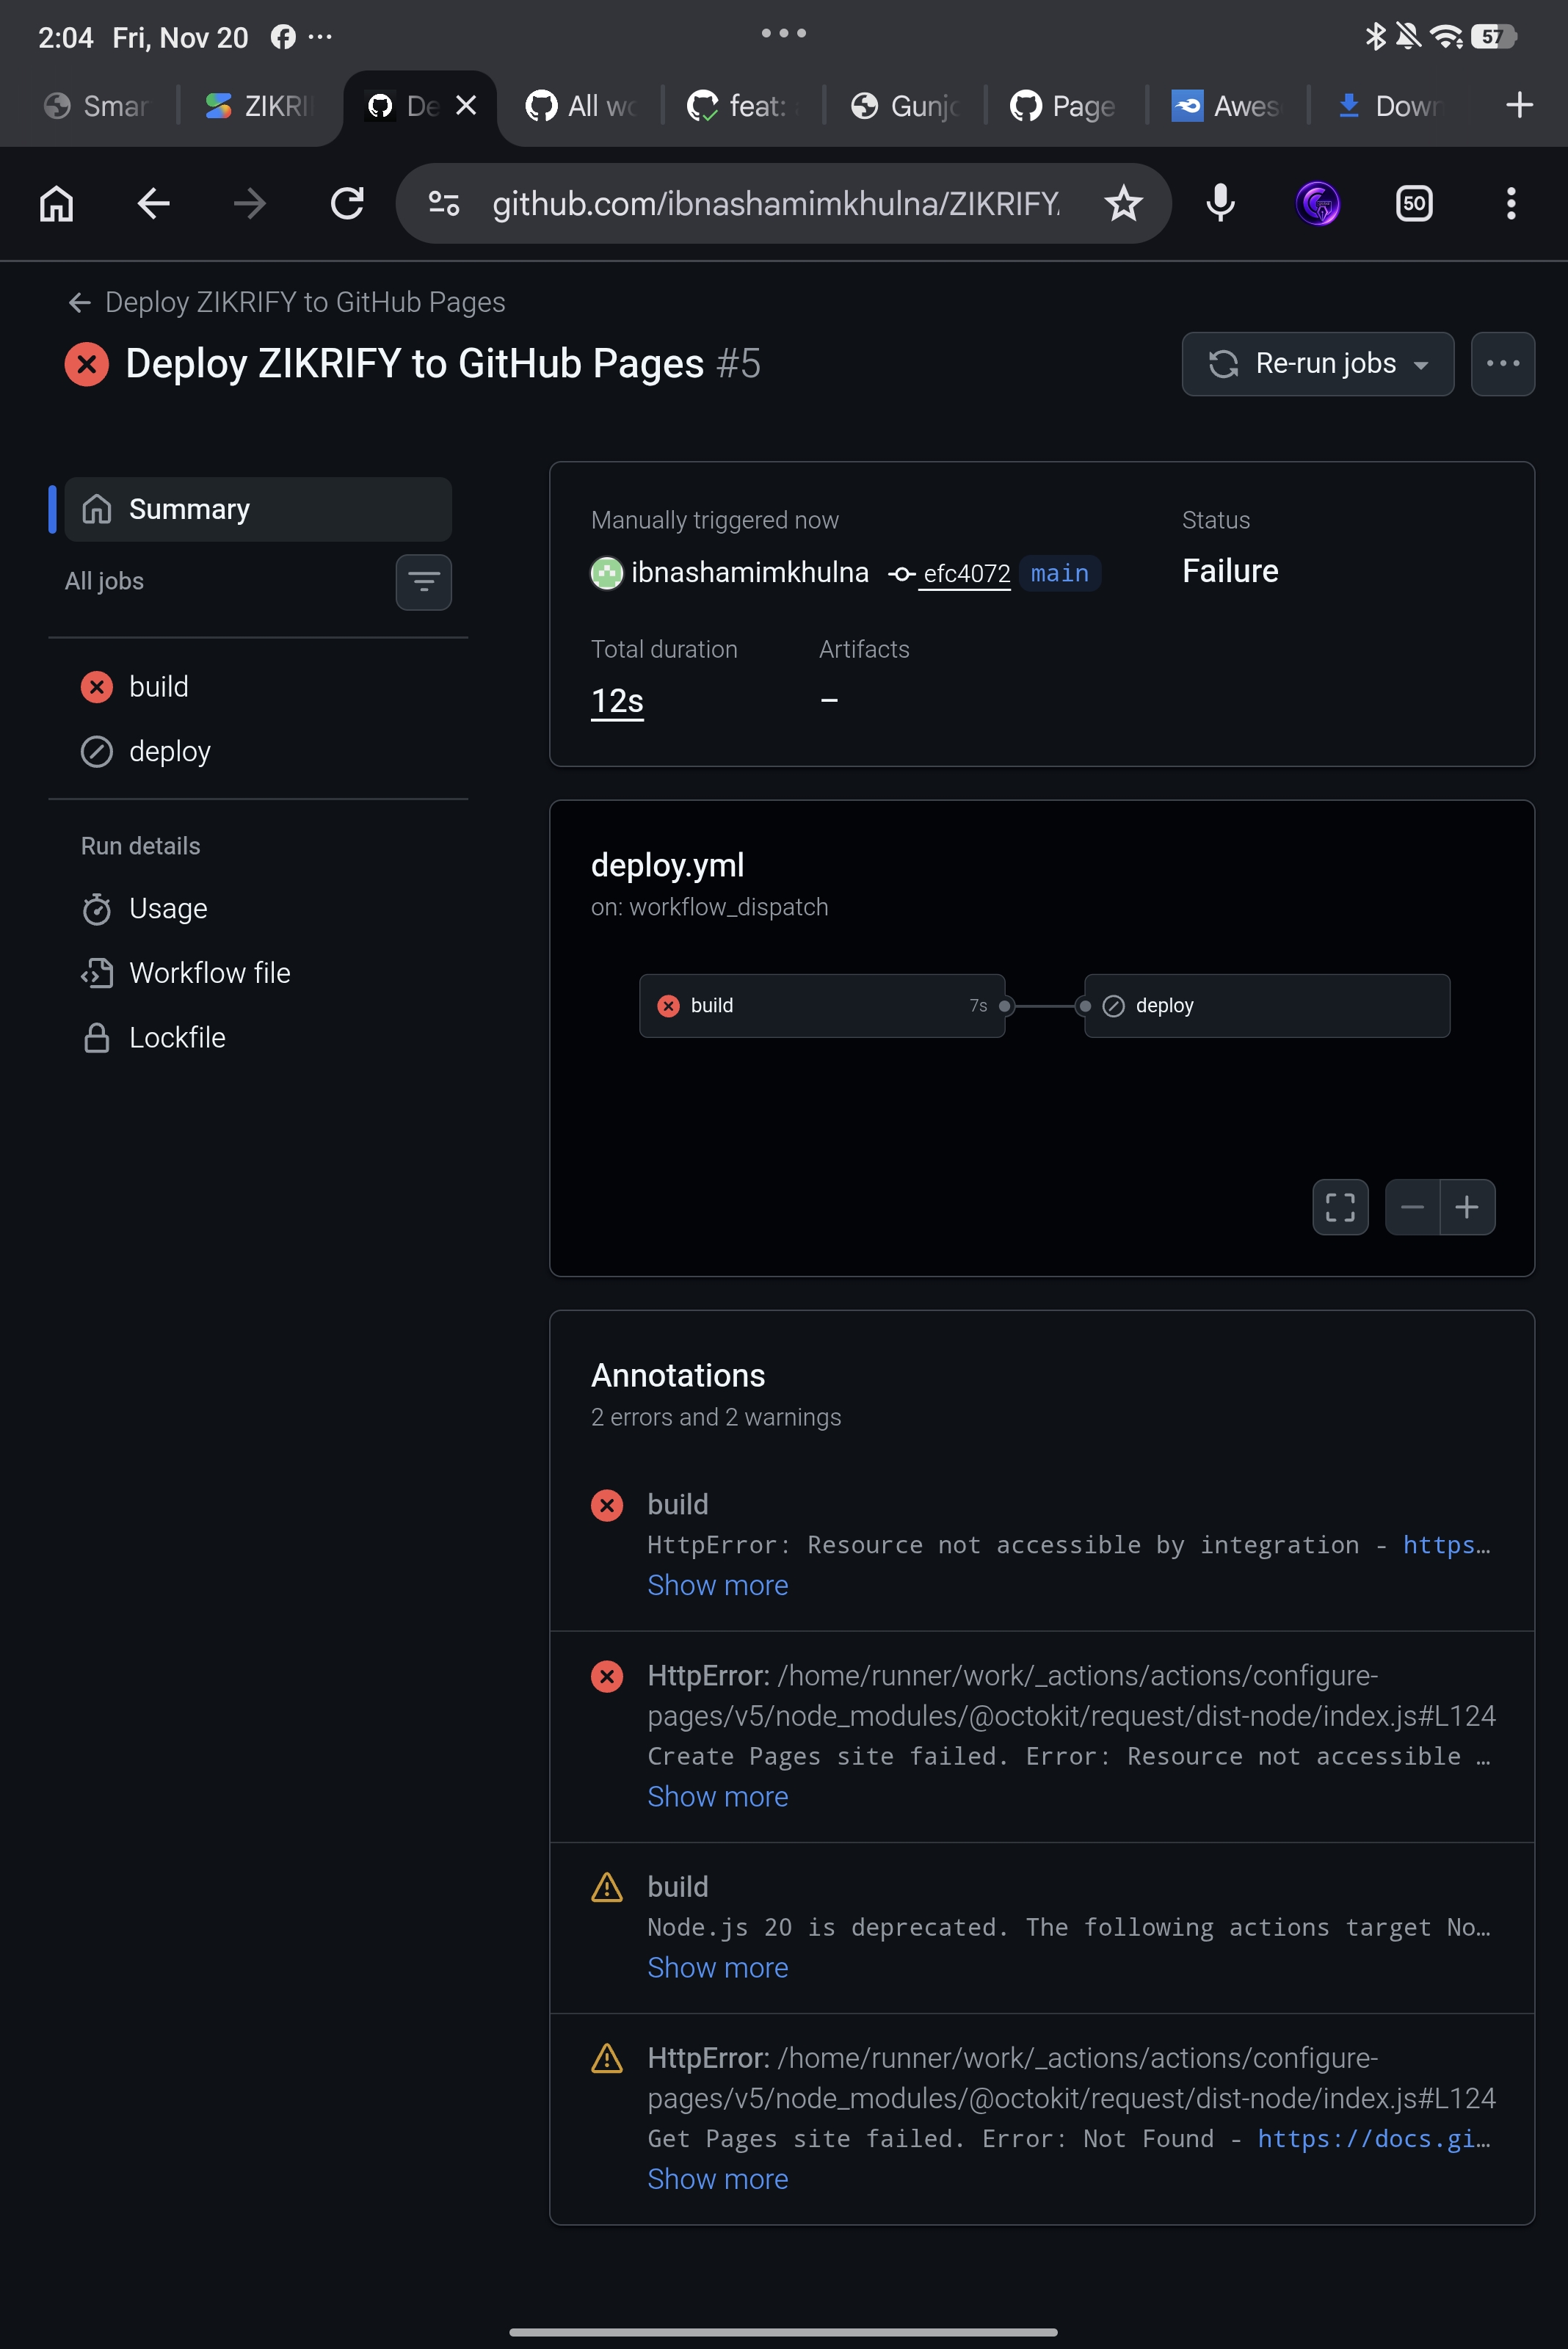 2:04 Fri, Nov 20 ...
57
Smar
ZIKRI
De
All wo
feat:
Gunjo
Page
Awes
Down
github.com/ibnashamimkhulna/ZIKRIFY/
50
Deploy ZIKRIFY to GitHub Pages
Deploy ZIKRIFY to GitHub Pages #5
Re-run jobs
Summary
All jobs
build
deploy
Run details
Usage
Workflow file
Lockfile
Manually triggered now
ibnashamimkhulna efc4072 main
Status
Failure
Total duration
12s
Artifacts
–
deploy.yml
on: workflow_dispatch
build 7s
deploy
Annotations
2 errors and 2 warnings
build
HttpError: Resource not accessible by integration - https…
Show more
HttpError: /home/runner/work/_actions/actions/configure-
pages/v5/node_modules/@octokit/request/dist-node/index.js#L124
Create Pages site failed. Error: Resource not accessible …
Show more
build
Node.js 20 is deprecated. The following actions target No…
Show more
HttpError: /home/runner/work/_actions/actions/configure-
pages/v5/node_modules/@octokit/request/dist-node/index.js#L124
Get Pages site failed. Error: Not Found - https://docs.gi…
Show more